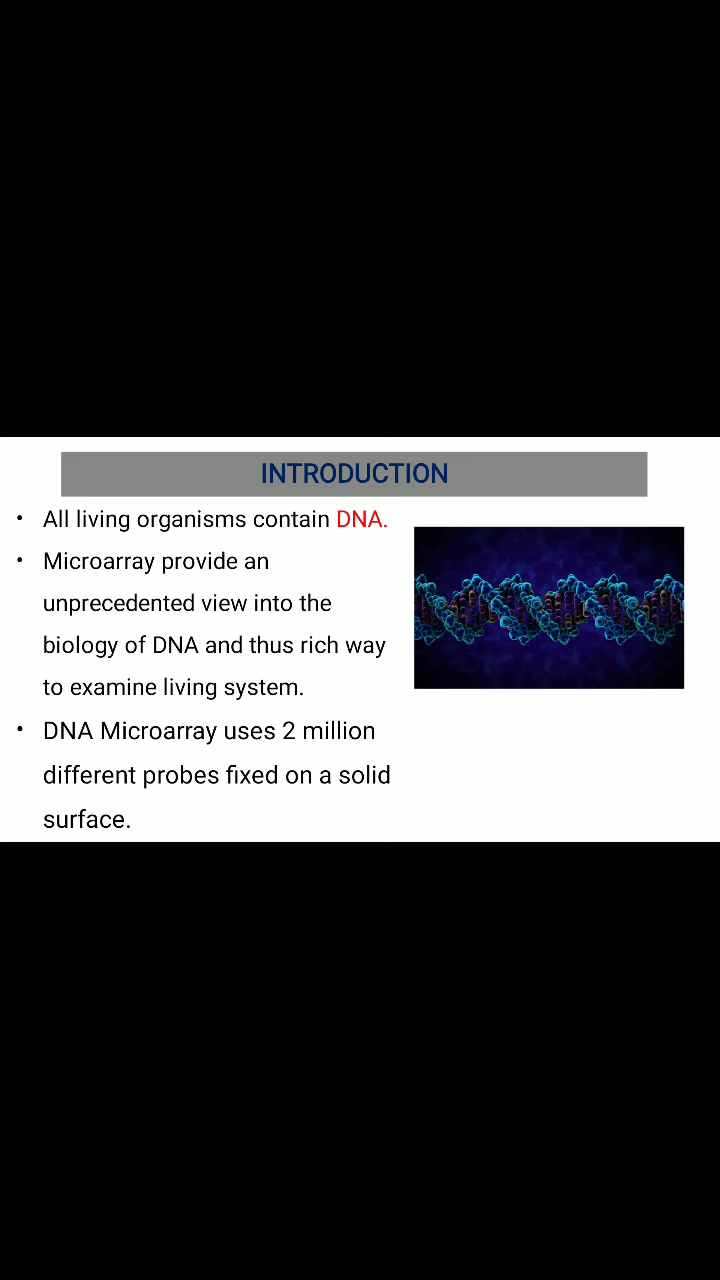 INTRODUCTION
• All living organisms contain DNA.
• Microarray provide an
unprecedented view into the
biology of DNA and thus rich way
to examine living system.
• DNA Microarray uses 2 million
different probes fixed on a solid
surface.